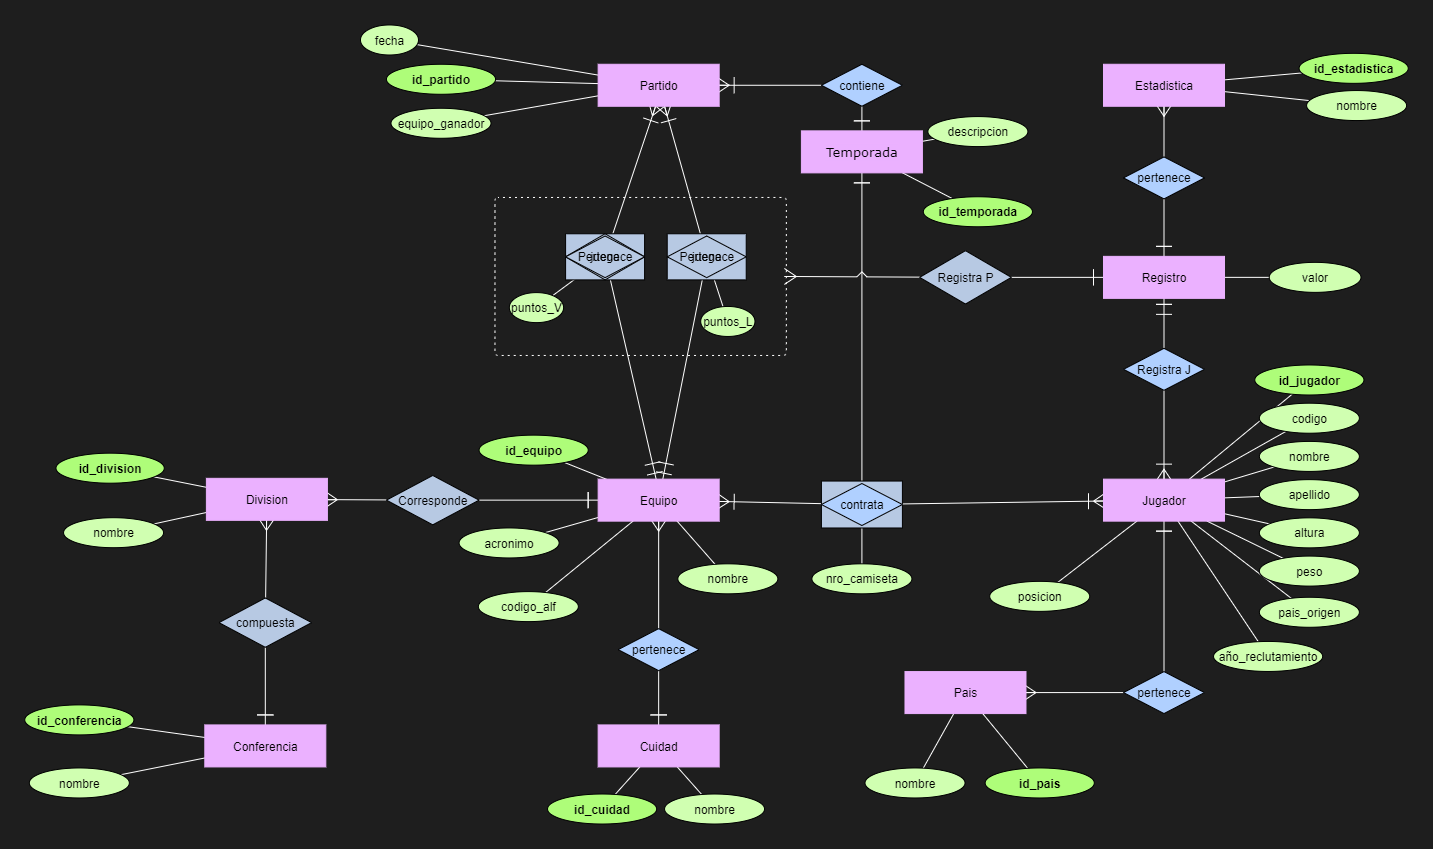 fecha
id_partido
equipo_ganador
Partido
contiene
Temporada
descripcion
id_temporada
Estadistica
id_estadistica
nombre
pertenece
juega
puntos_V
juega
puntos_L
Registra P
Registro
valor
Registra J
id_jugador
codigo
nombre
apellido
altura
peso
pais_origen
año_reclutamiento
posicion
Jugador
contrata
nro_camiseta
id_equipo
Equipo
acronimo
codigo_alf
nombre
Corresponde
Division
id_division
nombre
compuesta
Conferencia
id_conferencia
nombre
pertenece
Cuidad
id_cuidad
nombre
pertenece
Pais
nombre
id_pais